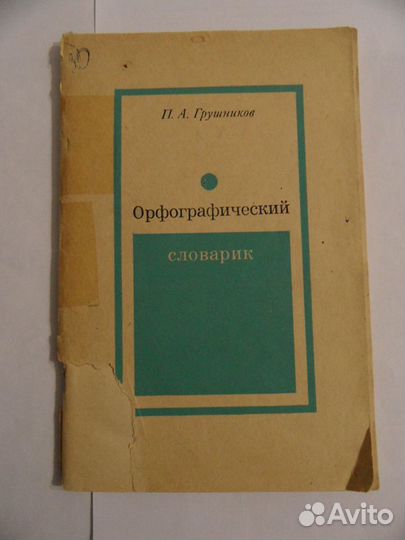 П. А. Грушников
Орфографический
словарик
Avito